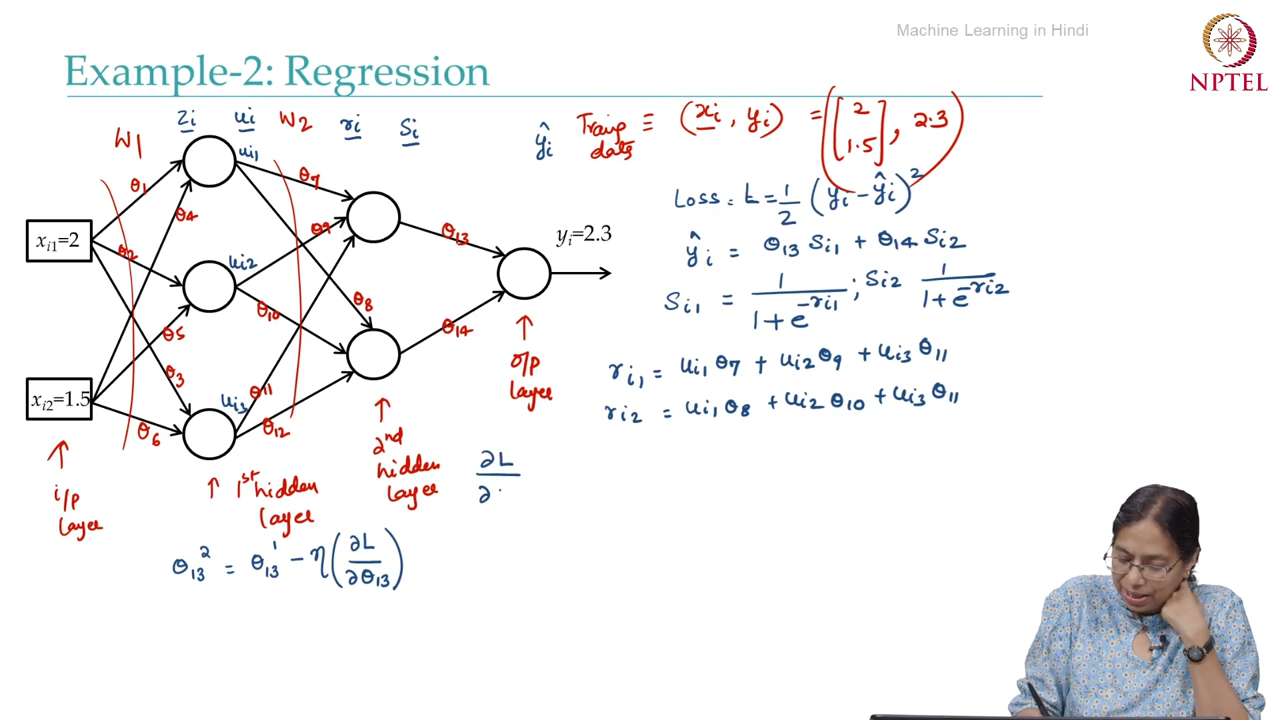 Machine Learning in Hindi
NPTEL
Example-2: Regression
W1
zi
ui
W2
ri
si
ŷi
Traing data ≡ (xi, yi) = ([2 1.5], 2.3)
Loss: L = 1/2 (yi - ŷi)²
ŷi = θ13 Si1 + θ14 Si2
Si1 = 1/(1+e^-ri1) ; Si2 1/(1+e^-ri2)
ri1 = ui1 θ7 + ui2 θ9 + ui3 θ11
ri2 = ui1 θ8 + ui2 θ10 + ui3 θ11
xi1=2
xi2=1.5
θ1
θ4
θ2
θ5
θ3
θ6
ui1
ui2
ui3
θ7
θ9
θ8
θ10
θ11
θ12
θ13
θ14
yi=2.3
i/p layer
1st hidden layer
2nd hidden layer
o/p layer
∂L
∂
θ13² = θ13¹ - η(∂L/∂θ13)